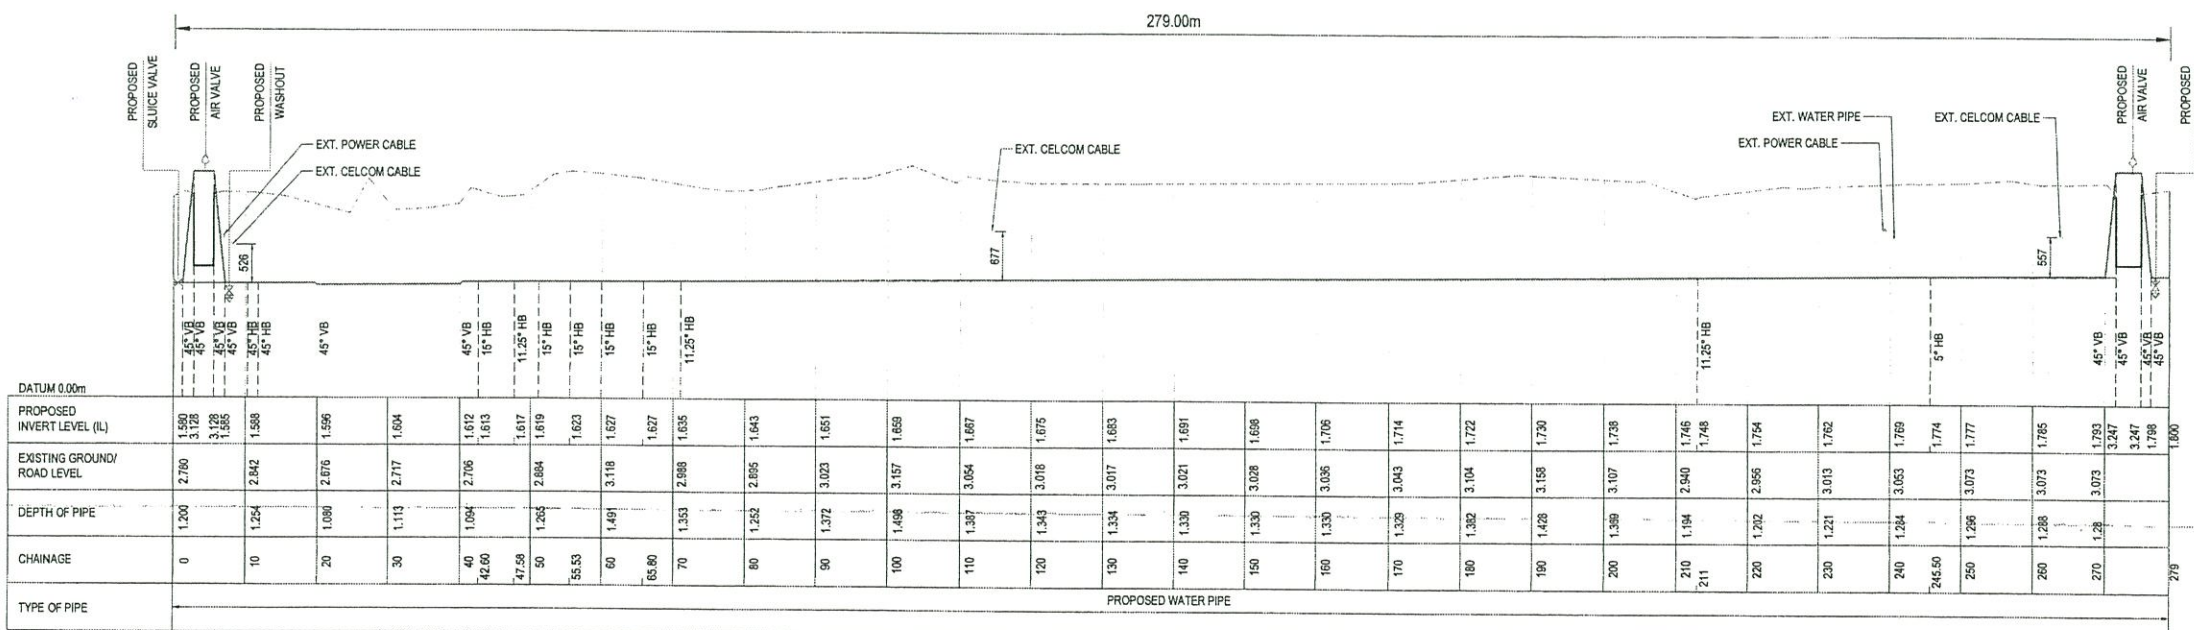 279.00m
PROPOSED
SLUICE VALVE
PROPOSED
AIR VALVE
PROPOSED
WASHOUT
EXT. POWER CABLE
EXT. CELCOM CABLE
EXT. CELCOM CABLE
EXT. WATER PIPE
EXT. POWER CABLE
EXT. CELCOM CABLE
PROPOSED
AIR VALVE
PROPOSED
526
677
557
45° VB
45° VB
45° VB
45° VB
45° HB
45° HB
45° VB
45° VB
15° HB
11.25° HB
15° HB
15° HB
15° HB
15° HB
11.25° HB
11.25° HB
5° HB
45° VB
45° VB
45° VB
45° VB
DATUM 0.00m
PROPOSED
INVERT LEVEL (IL)
1.580 3.128 3.128 1.585 1.588 1.596 1.604 1.612 1.613 1.617 1.619 1.623 1.627 1.627 1.635 1.643 1.651 1.659 1.667 1.675 1.683 1.691 1.698 1.706 1.714 1.722 1.730 1.738 1.746 1.748 1.754 1.762 1.769 1.774 1.777 1.785 1.793 3.247 3.247 1.798 1.800
EXISTING GROUND/
ROAD LEVEL
2.780 2.842 2.676 2.717 2.706 2.884 3.118 2.988 2.895 3.023 3.157 3.054 3.018 3.017 3.021 3.028 3.036 3.043 3.104 3.158 3.107 2.940 2.956 3.013 3.053 3.073 3.073 3.073
DEPTH OF PIPE
1.200 1.254 1.080 1.113 1.094 1.265 1.491 1.353 1.252 1.372 1.498 1.387 1.343 1.334 1.330 1.330 1.330 1.329 1.382 1.428 1.369 1.194 1.202 1.221 1.284 1.296 1.288 1.28
CHAINAGE
0 10 20 30 40 42.60 47.58 50 55.53 60 65.80 70 80 90 100 110 120 130 140 150 160 170 180 190 200 210 211 220 230 240 245.50 250 260 270 279
TYPE OF PIPE
PROPOSED WATER PIPE